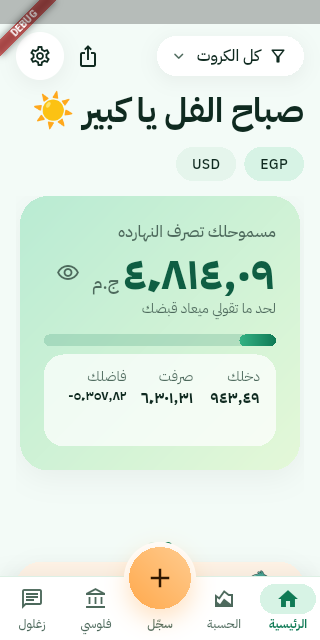 DEBUG
كل الكروت
صباح الفل يا كبير ☀️
EGP USD
مسموحلك تصرف النهارده
٤,٨١٤,٠٩ ج.م
لحد ما تقولي ميعاد قبضك
دخلك صرفت فاضلك
٩٤٣,٤٩ ٦,٣٠١,٣١ -٥,٣٥٧,٨٢
الرئيسية الحسبة سجّل فلوسي زغلول